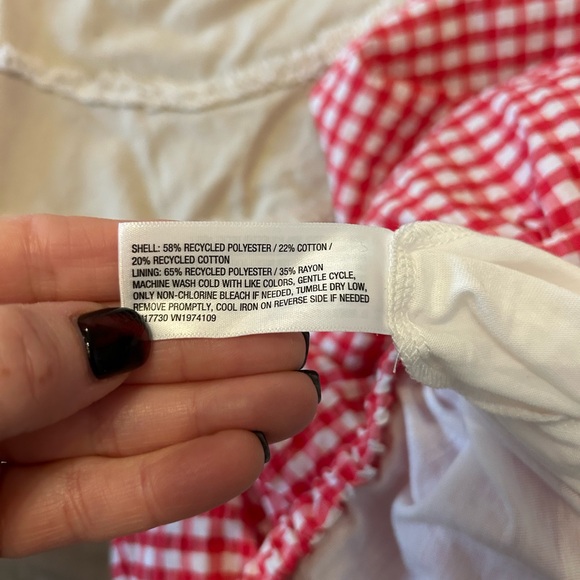 SHELL: 58% RECYCLED POLYESTER / 22% COTTON /
20% RECYCLED COTTON
LINING: 65% RECYCLED POLYESTER / 35% RAYON
MACHINE WASH COLD WITH LIKE COLORS, GENTLE CYCLE,
ONLY NON-CHLORINE BLEACH IF NEEDED, TUMBLE DRY LOW,
REMOVE PROMPTLY, COOL IRON ON REVERSE SIDE IF NEEDED
VN1974109